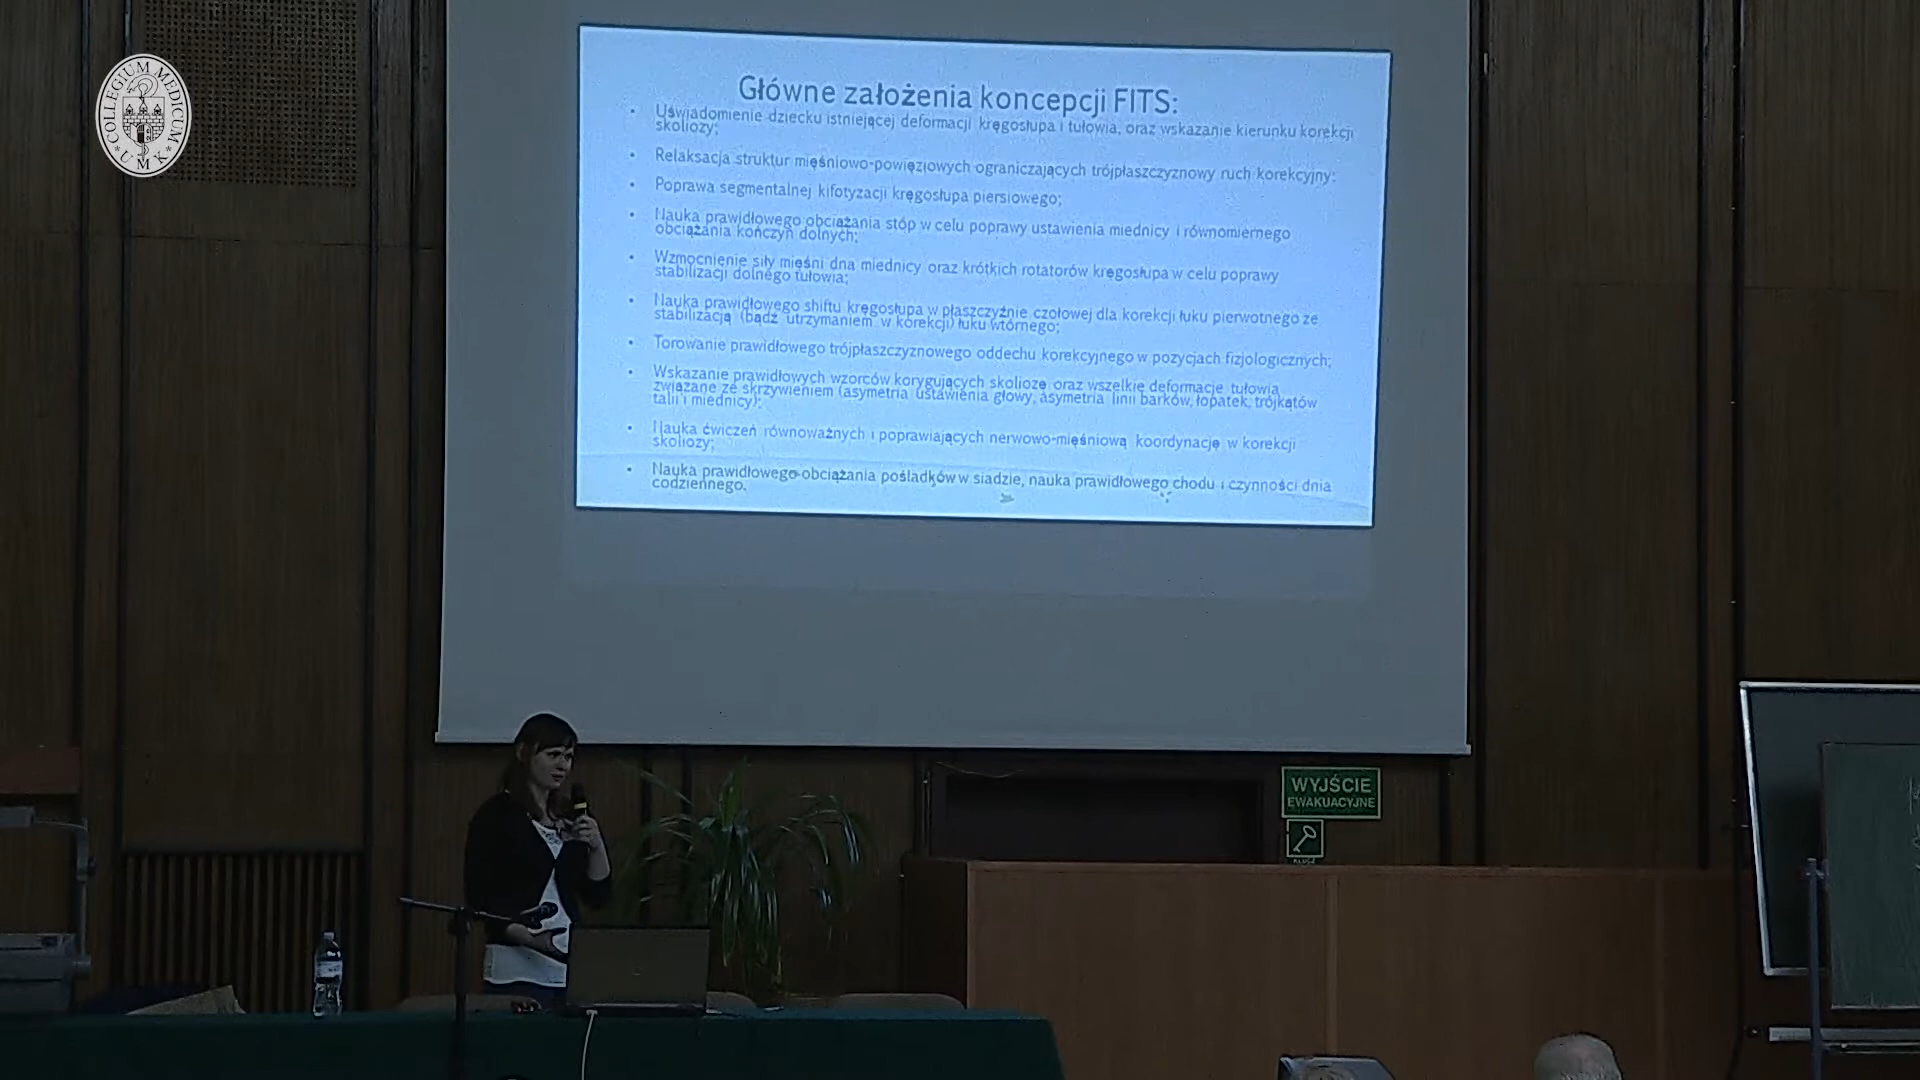 COLLEGIUM MEDICUM
* UMK *
Główne założenia koncepcji FITS:
• Uświadomienie dziecku istniejącej deformacji kręgosłupa i tułowia, oraz wskazanie kierunku korekcji
skoliozy;
• Relaksacja struktur mięśniowo-powięziowych ograniczających trójpłaszczyznowy ruch korekcyjny;
• Poprawa segmentalnej kifotyzacji kręgosłupa piersiowego;
• Nauka prawidłowego obciążania stóp w celu poprawy ustawienia miednicy i równomiernego
obciążania kończyn dolnych;
• Wzmocnienie siły mięśni dna miednicy oraz krótkich rotatorów kręgosłupa w celu poprawy
stabilizacji dolnego tułowia;
• Nauka prawidłowego shiftu kręgosłupa w płaszczyźnie czołowej dla korekcji łuku pierwotnego ze
stabilizacją (bądź utrzymaniem w korekcji) łuku wtórnego;
• Torowanie prawidłowego trójpłaszczyznowego oddechu korekcyjnego w pozycjach fizjologicznych;
• Wskazanie prawidłowych wzorców korygujących skoliozę oraz wszelkie deformacje tułowia
związane ze skrzywieniem (asymetria ustawienia głowy, asymetria linii barków, łopatek, trójkątów
talii i miednicy);
• Nauka ćwiczeń równoważnych i poprawiających nerwowo-mięśniową koordynację w korekcji
skoliozy;
• Nauka prawidłowego obciążania pośladków w siadzie, nauka prawidłowego chodu i czynności dnia
codziennego.
WYJŚCIE
EWAKUACYJNE